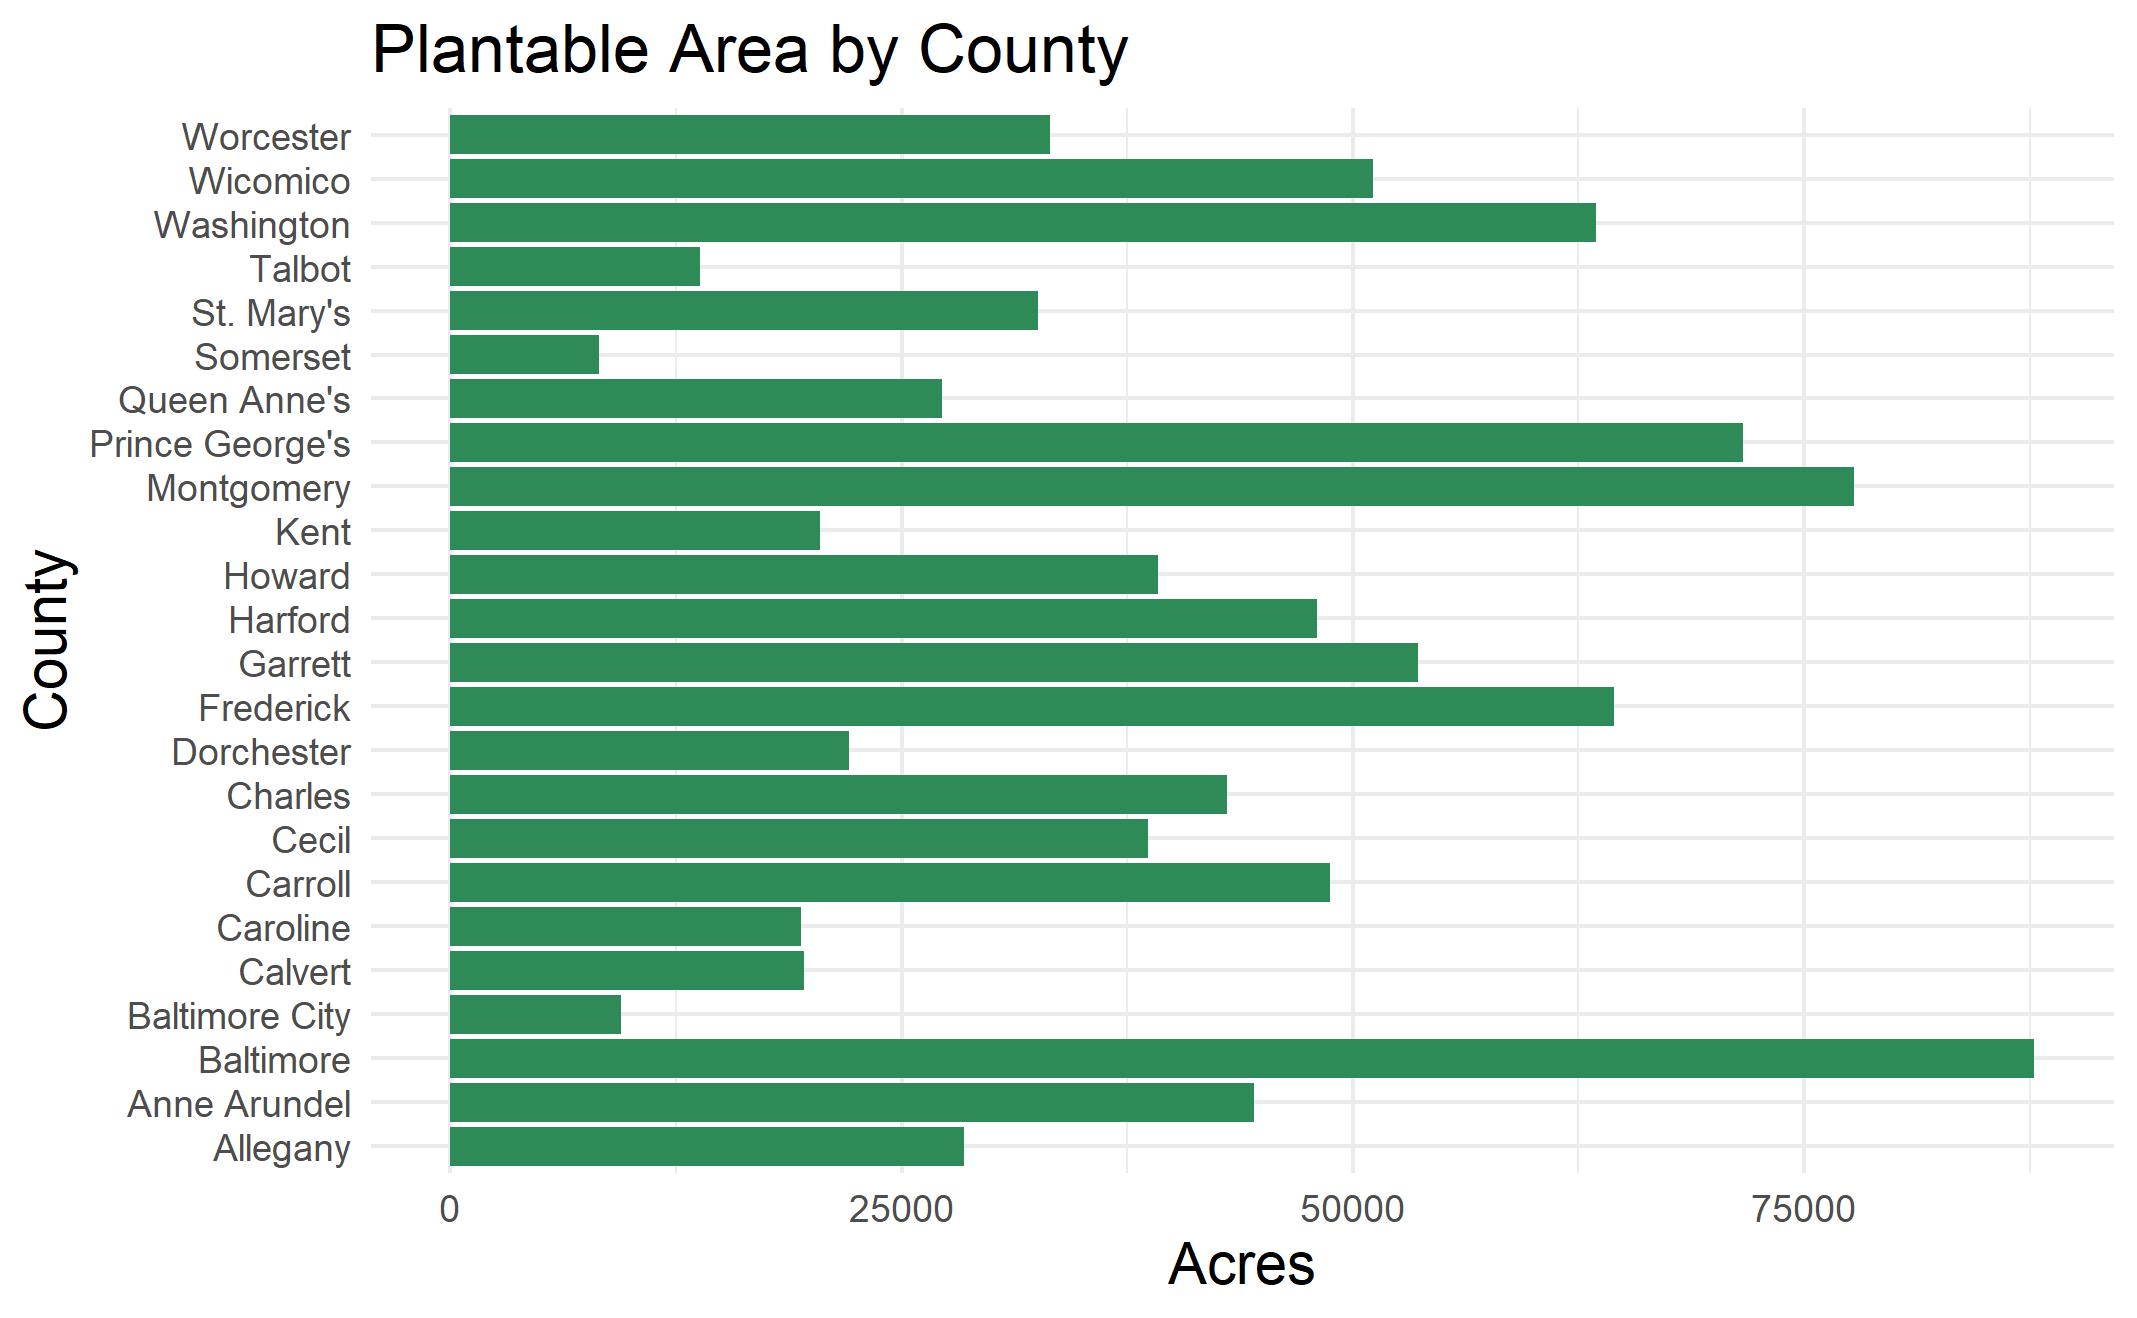 Plantable Area by County
Worcester
Wicomico
Washington
Talbot
St. Mary's
Somerset
Queen Anne's
Prince George's
Montgomery
Kent
Howard
Harford
Garrett
Frederick
Dorchester
Charles
Cecil
Carroll
Caroline
Calvert
Baltimore City
Baltimore
Anne Arundel
Allegany
County
0 25000 50000 75000
Acres